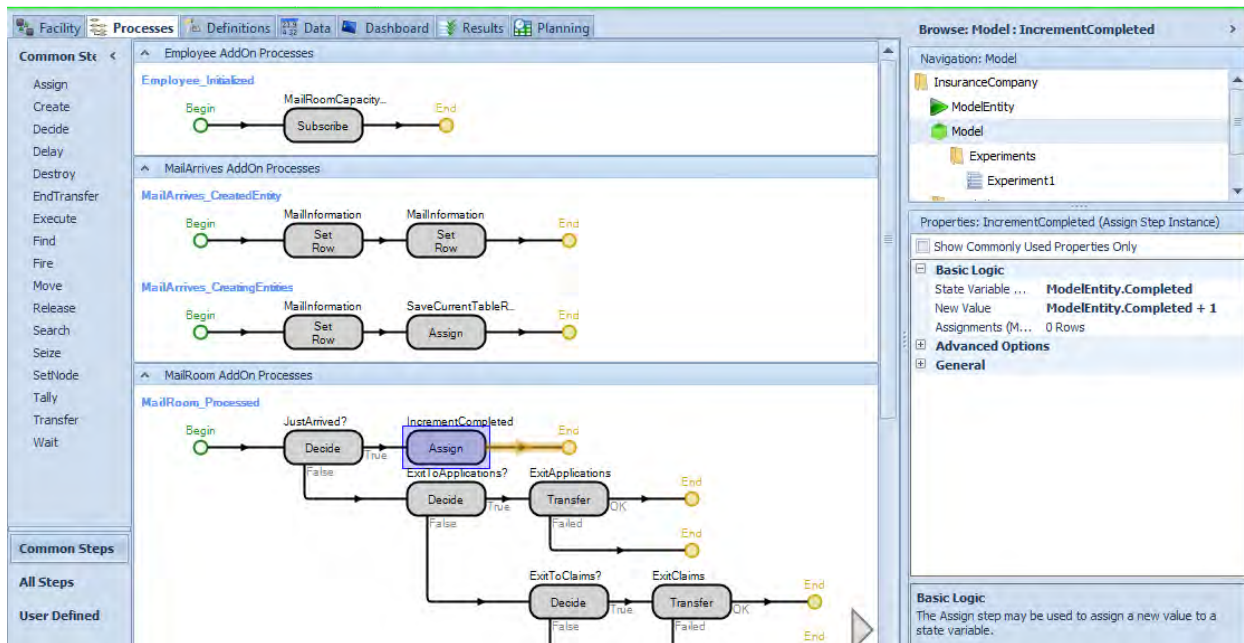 Facility Processes Definitions Data Dashboard Results Planning
Common Ste <
Assign
Create
Decide
Delay
Destroy
EndTransfer
Execute
Find
Fire
Move
Release
Search
Seize
SetNode
Tally
Transfer
Wait
Common Steps
All Steps
User Defined
Employee AddOn Processes
Employee_Initialized
Begin
MailRoomCapacity...
Subscribe
End
MailArrives AddOn Processes
MailArrives_CreatedEntity
Begin
MailInformation
Set
Row
MailInformation
Set
Row
End
MailArrives_CreatingEntities
Begin
MailInformation
Set
Row
SaveCurrentTableR...
Assign
End
MailRoom AddOn Processes
MailRoom_Processed
Begin
JustArrived?
Decide
True
False
IncrementCompleted
Assign
End
ExitToApplications?
Decide
True
False
ExitApplications
Transfer
OK
Failed
End
End
ExitToClaims?
Decide
True
False
ExitClaims
Transfer
OK
Failed
End
End
Browse: Model : IncrementCompleted >
Navigation: Model
InsuranceCompany
ModelEntity
Model
Experiments
Experiment1
Properties: IncrementCompleted (Assign Step Instance)
Show Commonly Used Properties Only
Basic Logic
State Variable ... ModelEntity.Completed
New Value ModelEntity.Completed + 1
Assignments (M... 0 Rows
Advanced Options
General
Basic Logic
The Assign step may be used to assign a new value to a
state variable.